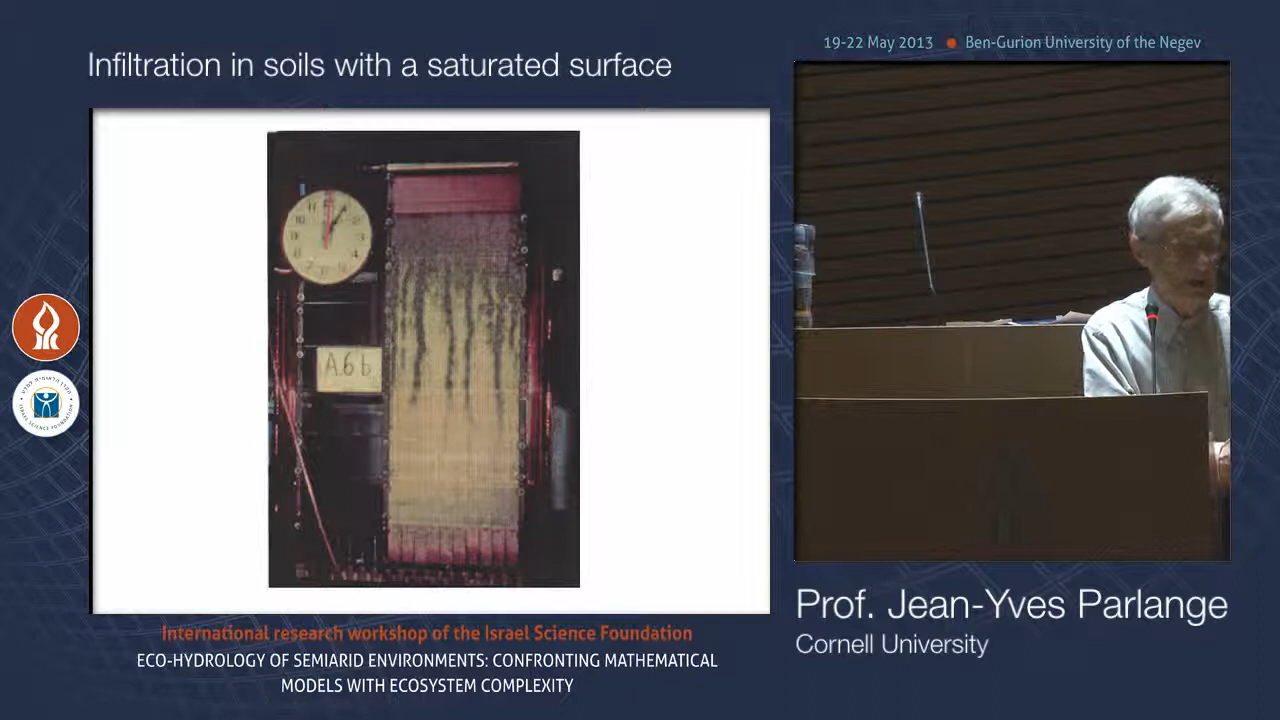 19-22 May 2013 ● Ben-Gurion University of the Negev
Infiltration in soils with a saturated surface
A6b
Prof. Jean-Yves Parlange
Cornell University
International research workshop of the Israel Science Foundation
ECO-HYDROLOGY OF SEMIARID ENVIRONMENTS: CONFRONTING MATHEMATICAL
MODELS WITH ECOSYSTEM COMPLEXITY